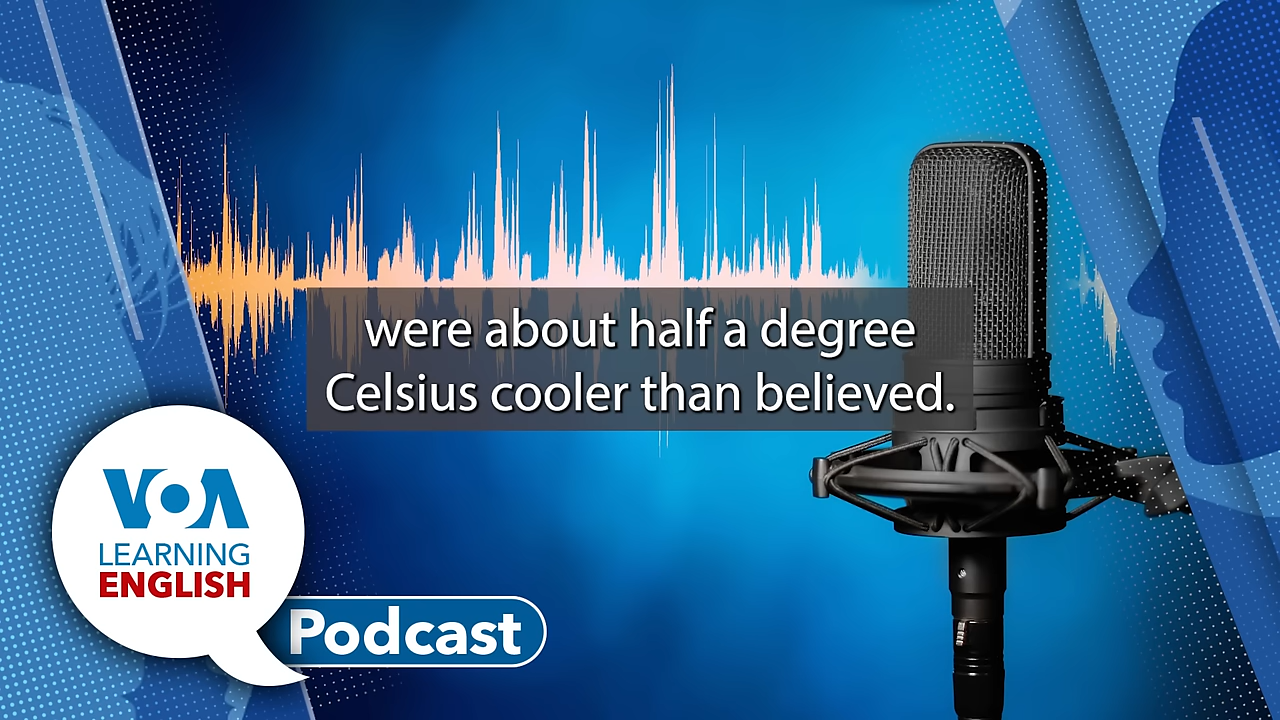 were about half a degree
Celsius cooler than believed.
VOA
LEARNING
ENGLISH
Podcast